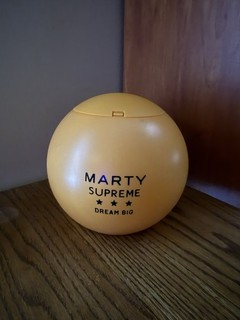 MARTY
SUPREME
★ ★ ★
DREAM BIG